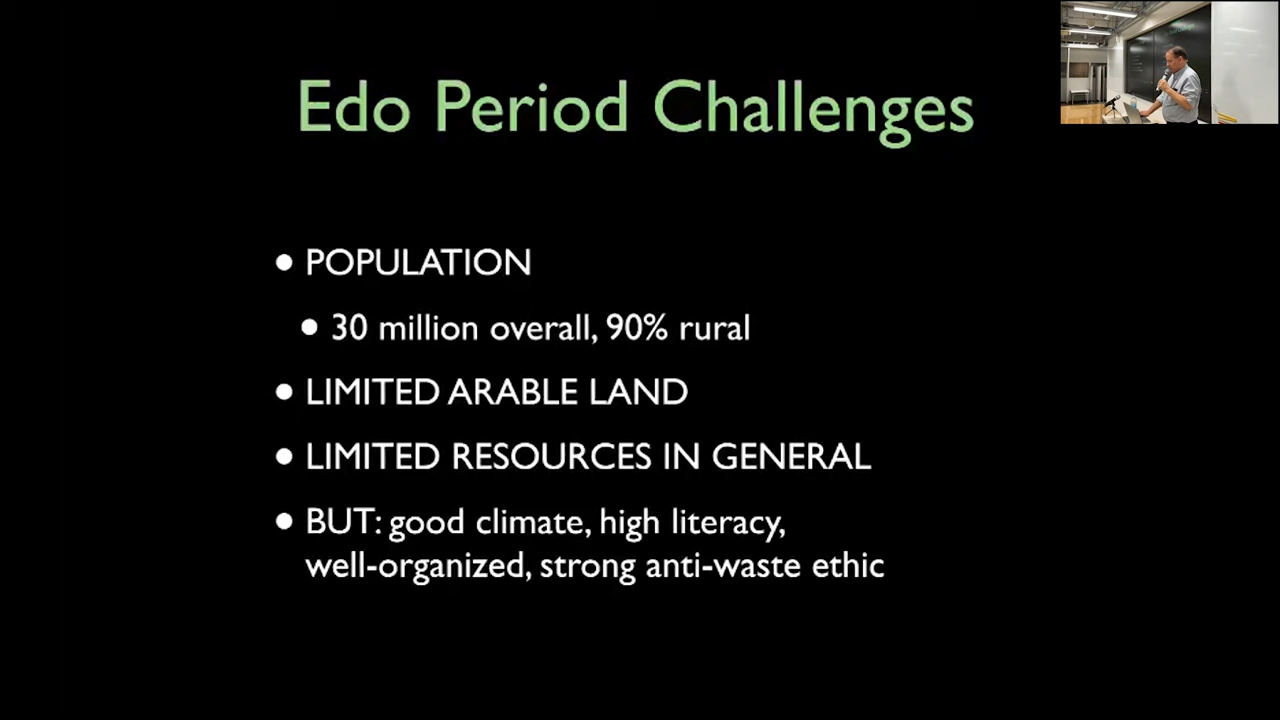 Edo Period Challenges
• POPULATION
• 30 million overall, 90% rural
• LIMITED ARABLE LAND
• LIMITED RESOURCES IN GENERAL
• BUT: good climate, high literacy,
well-organized, strong anti-waste ethic